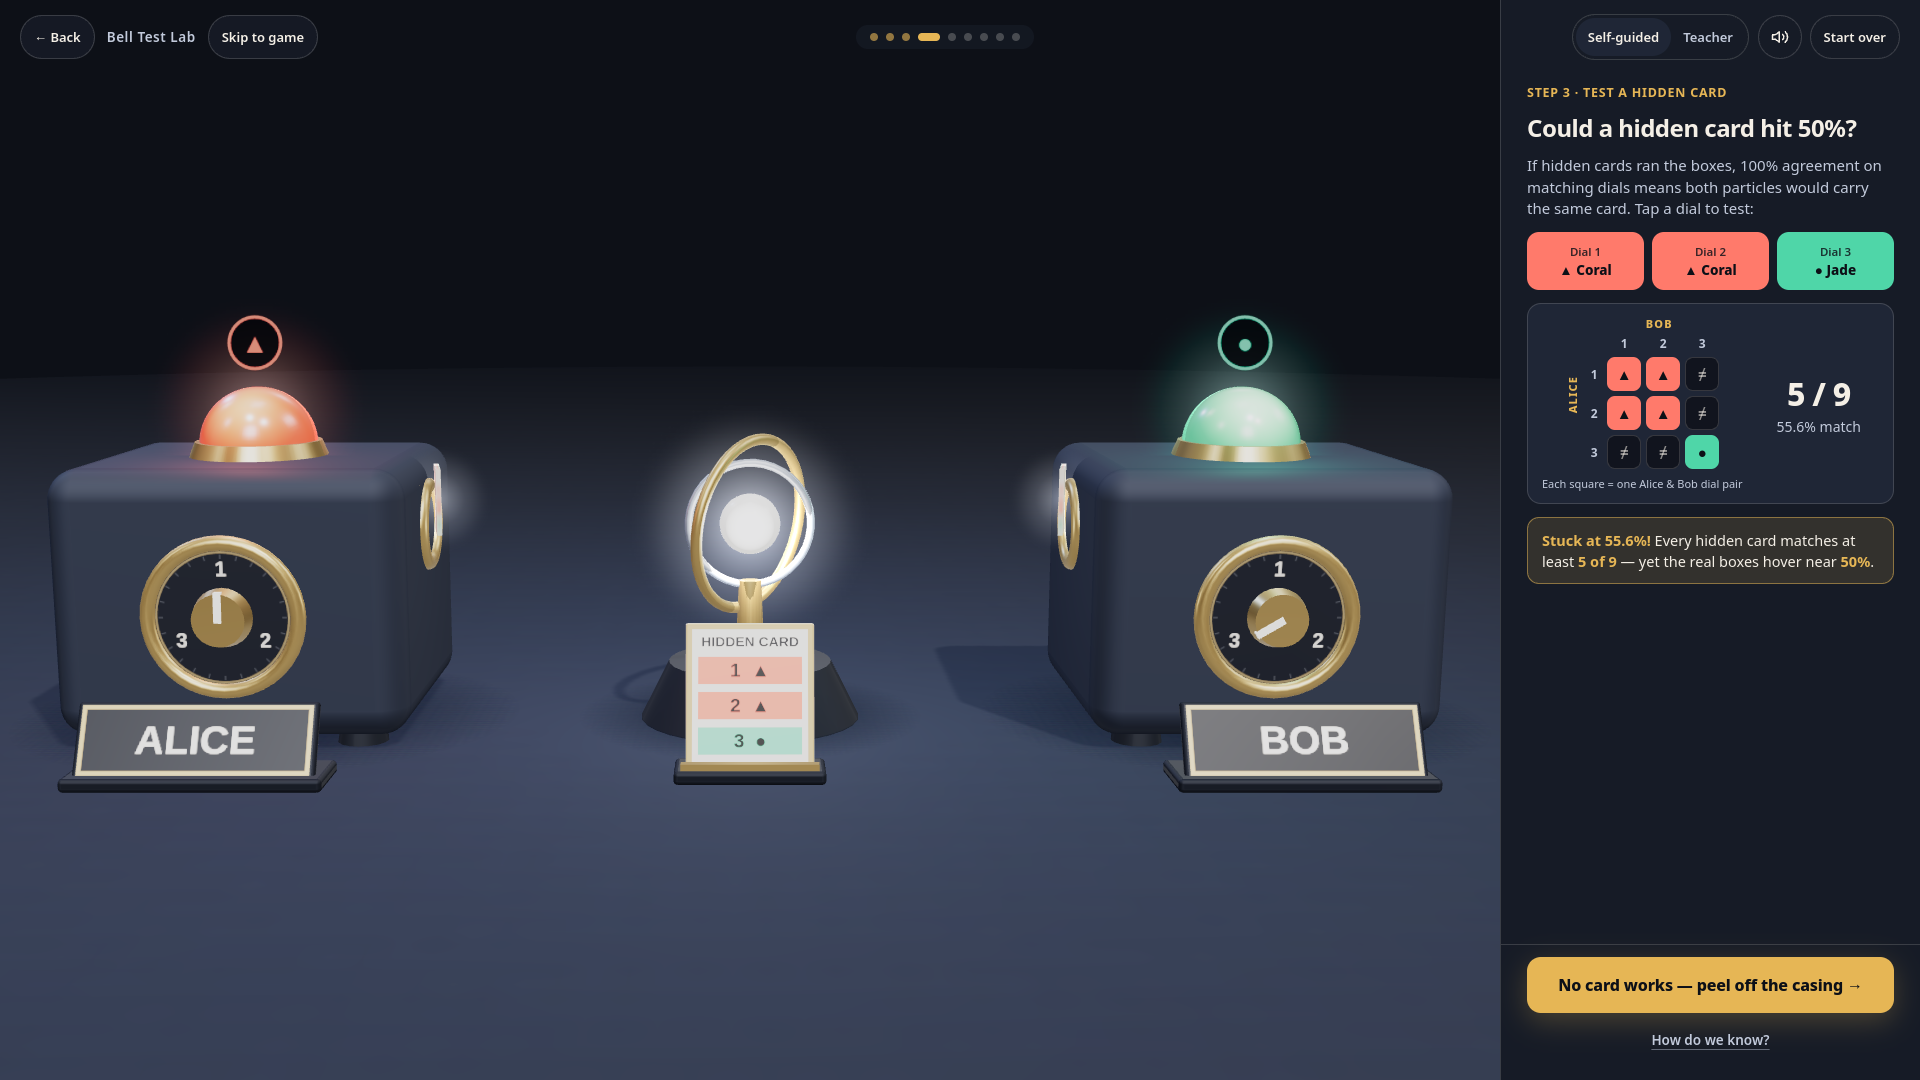 ← Back
Bell Test Lab
Skip to game
Self-guided
Teacher
Start over
STEP 3 · TEST A HIDDEN CARD
Could a hidden card hit 50%?
If hidden cards ran the boxes, 100% agreement on
matching dials means both particles would carry
the same card. Tap a dial to test:
Dial 1
▲ Coral
Dial 2
▲ Coral
Dial 3
● Jade
BOB
1 2 3
ALICE
1 ▲ ▲ ≠
2 ▲ ▲ ≠
3 ≠ ≠ ●
5 / 9
55.6% match
Each square = one Alice & Bob dial pair
Stuck at 55.6%! Every hidden card matches at
least 5 of 9 — yet the real boxes hover near 50%.
No card works — peel off the casing →
How do we know?
▲
1
3 2
ALICE
HIDDEN CARD
1 ▲
2 ▲
3 ●
●
1
3 2
BOB